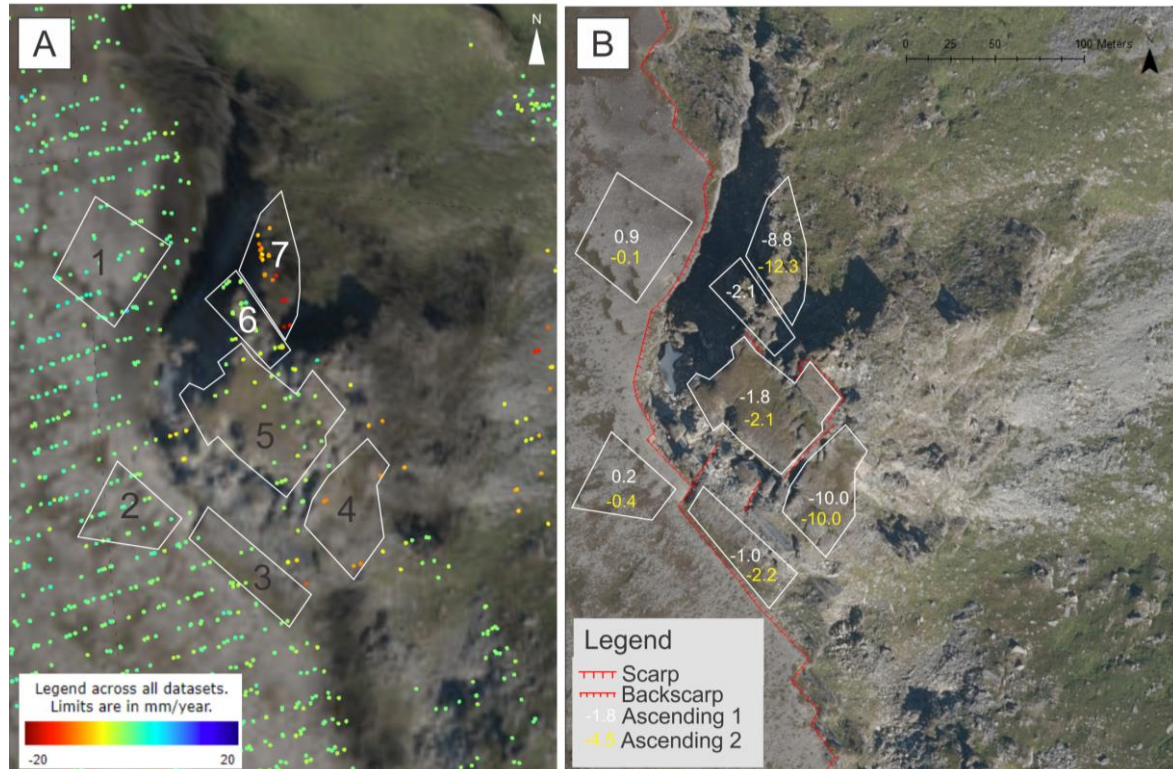 A
N
1
7
6
5
2
4
3
Legend across all datasets.
Limits are in mm/year.
-20 20
B
0 25 50 100 Meters
0.9
-0.1
-8.8
-12.3
-2.1
-1.8
-2.1
0.2
-0.4
-10.0
-10.0
-1.0
-2.2
Legend
Scarp
Backscarp
-1.8 Ascending 1
-4.5 Ascending 2